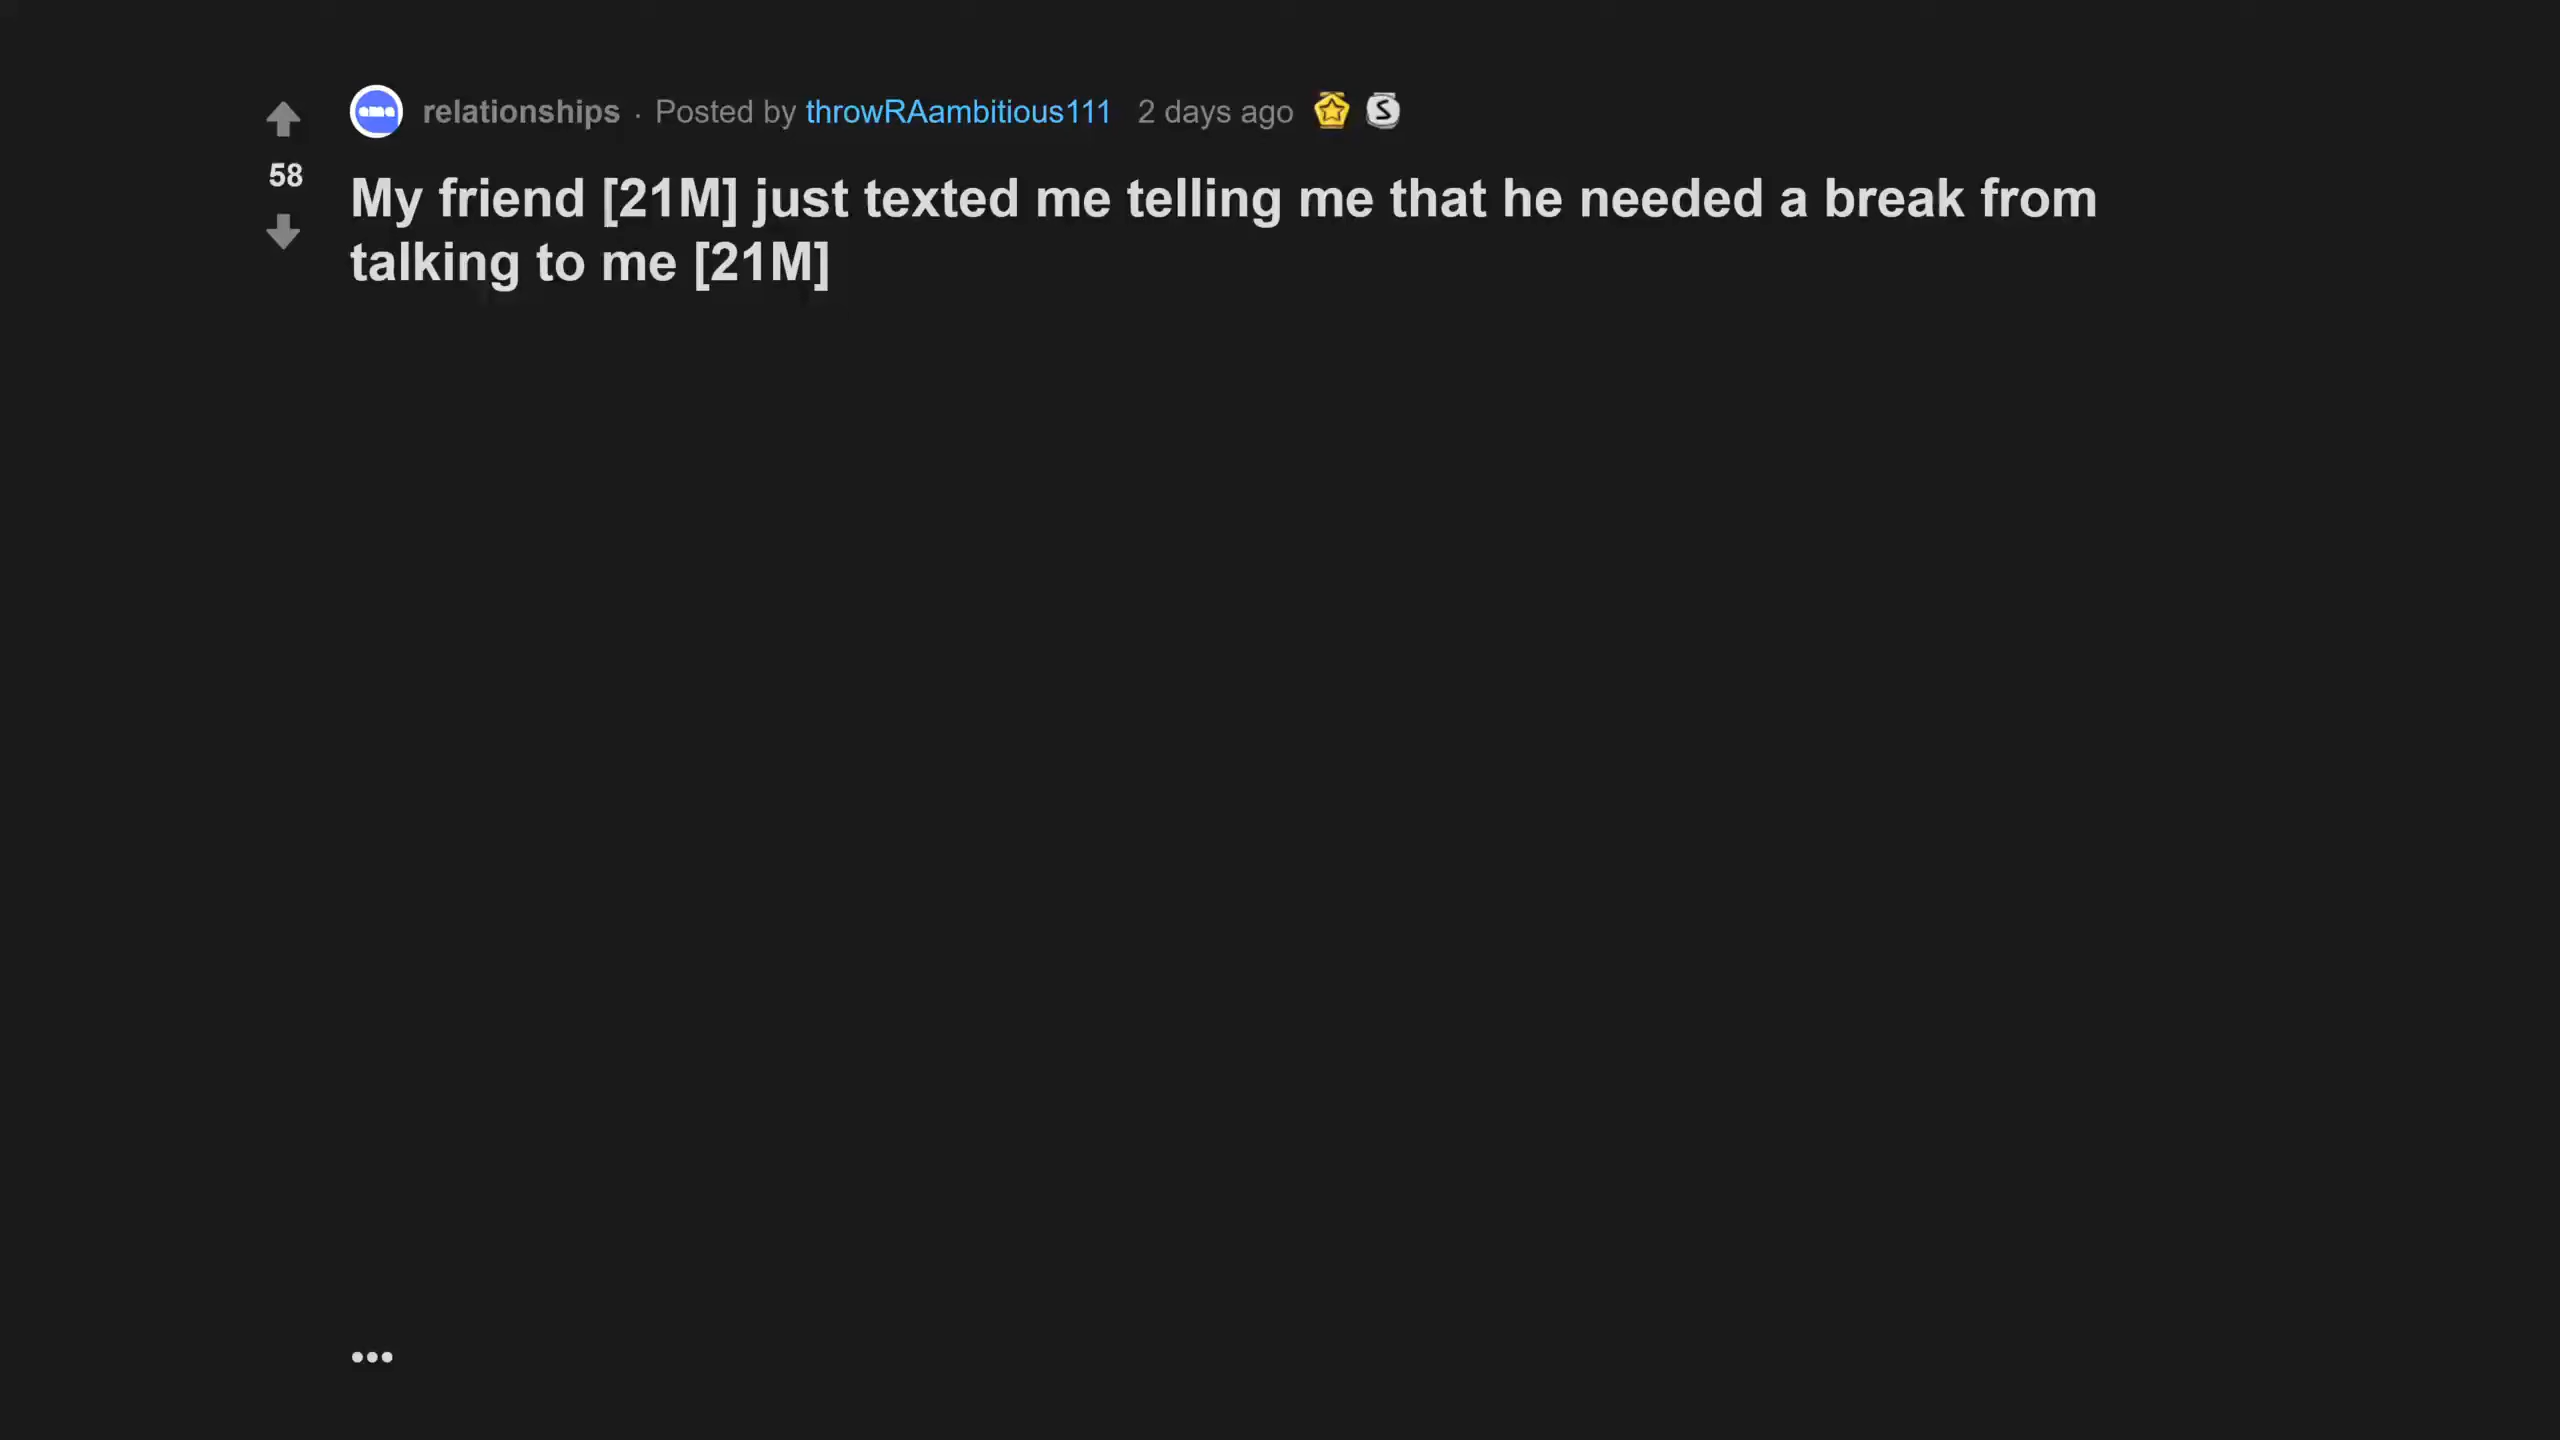 relationships · Posted by throwRAambitious111 2 days ago
58
My friend [21M] just texted me telling me that he needed a break from
talking to me [21M]
•••